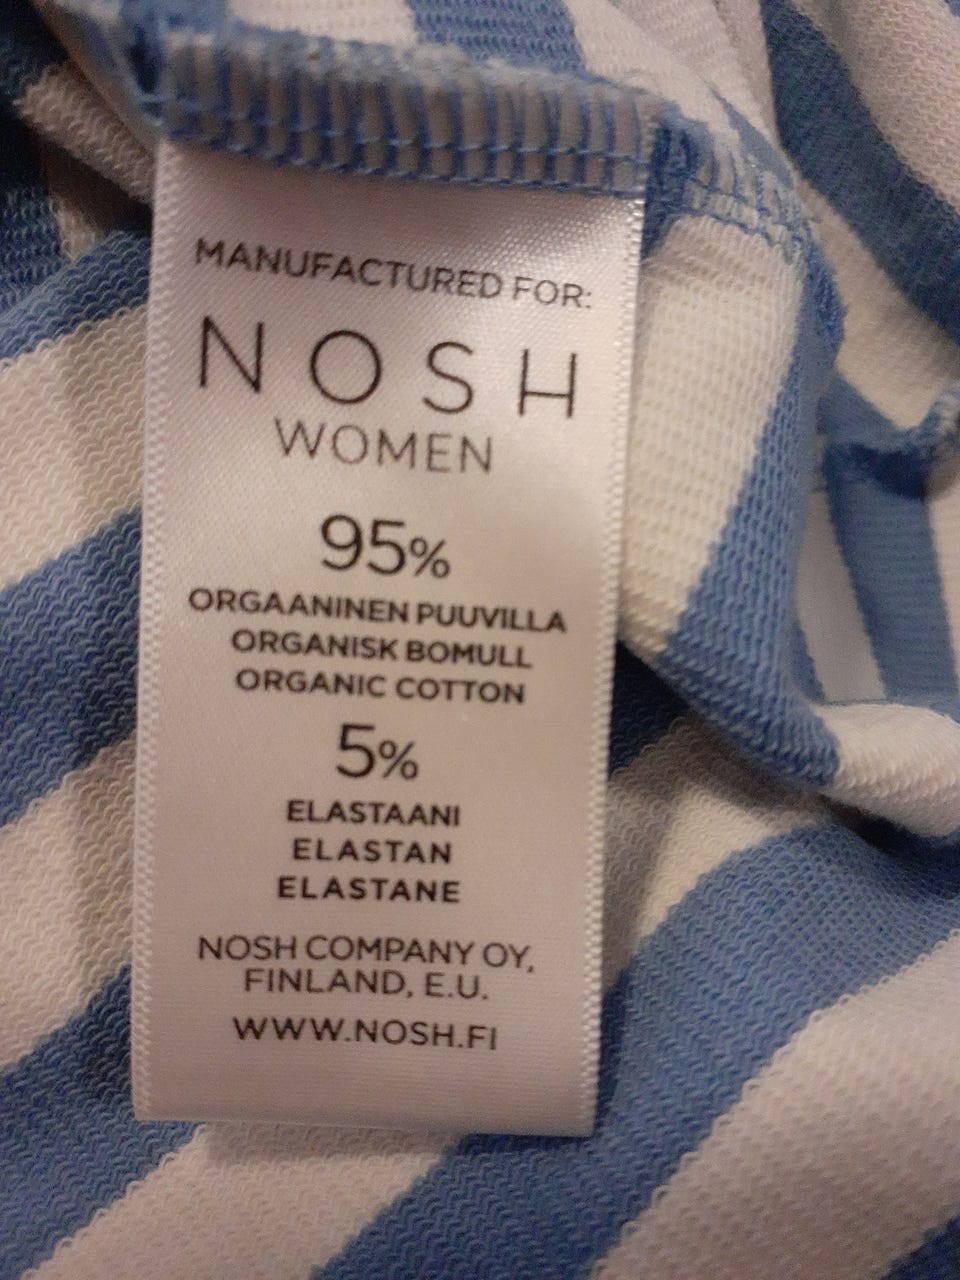 MANUFACTURED FOR:
NOSH
WOMEN
95%
ORGAANINEN PUUVILLA
ORGANISK BOMULL
ORGANIC COTTON
5%
ELASTAANI
ELASTAN
ELASTANE
NOSH COMPANY OY,
FINLAND, E.U.
WWW.NOSH.FI